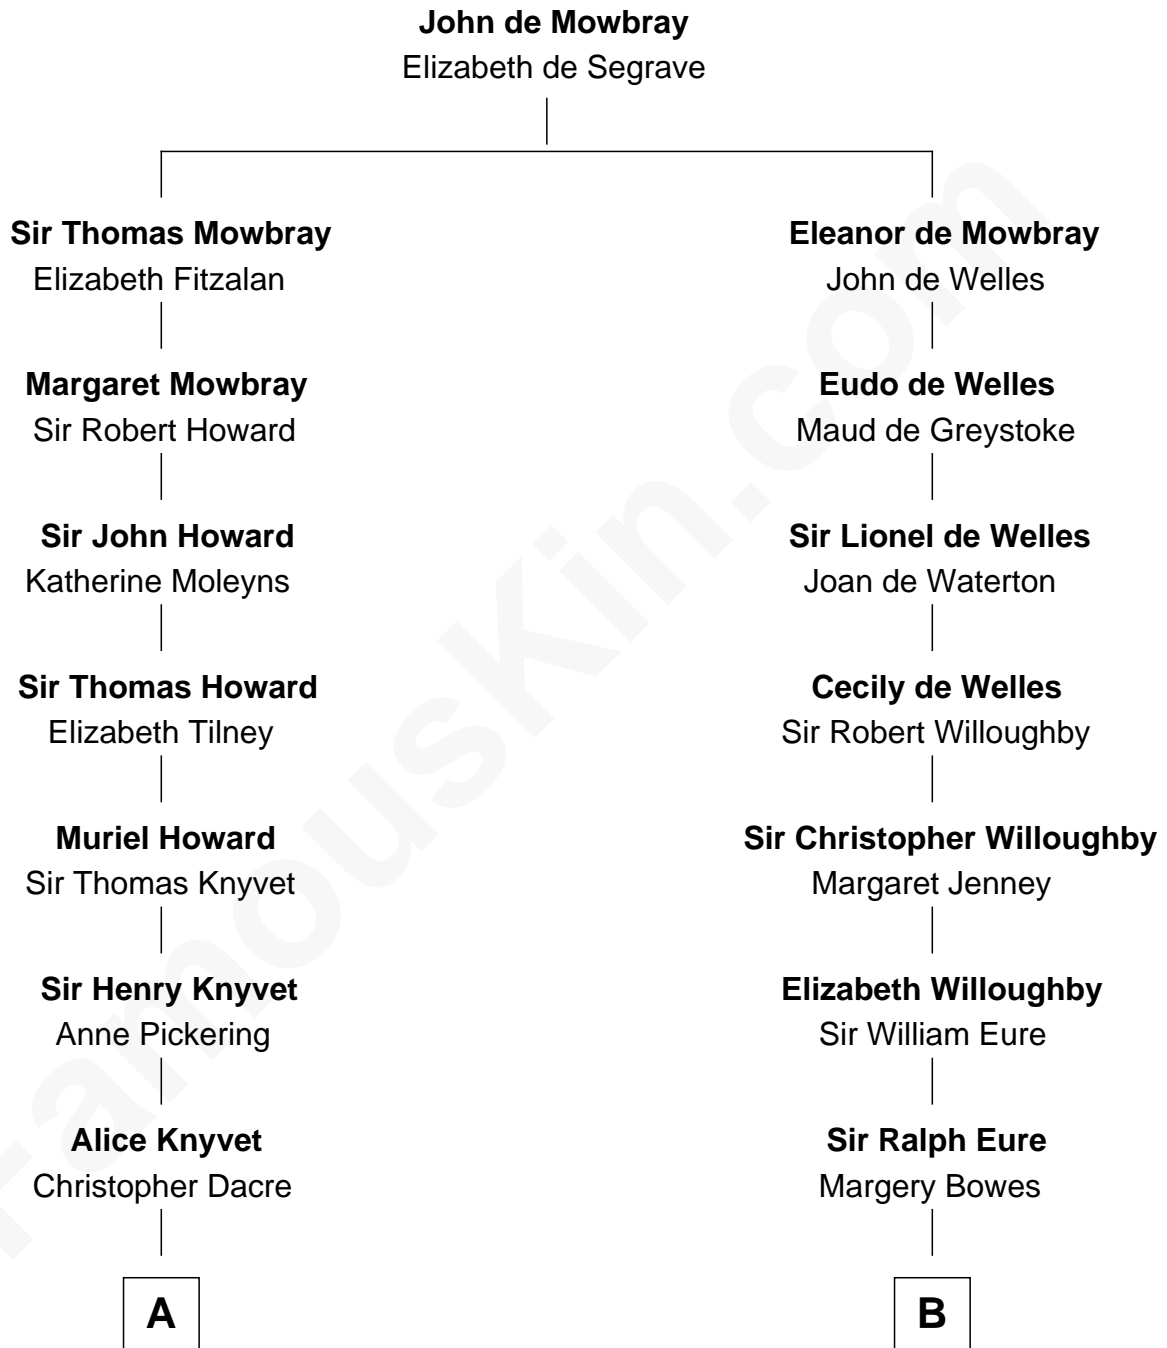 John de Mowbray
Elizabeth de Segrave
Sir Thomas Mowbray
Elizabeth Fitzalan
Eleanor de Mowbray
John de Welles
Margaret Mowbray
Sir Robert Howard
Eudo de Welles
Maud de Greystoke
Sir John Howard
Katherine Moleyns
Sir Lionel de Welles
Joan de Waterton
Sir Thomas Howard
Elizabeth Tilney
Cecily de Welles
Sir Robert Willoughby
Muriel Howard
Sir Thomas Knyvet
Sir Christopher Willoughby
Margaret Jenney
Sir Henry Knyvet
Anne Pickering
Elizabeth Willoughby
Sir William Eure
Alice Knyvet
Christopher Dacre
Sir Ralph Eure
Margery Bowes
A
B
FamousKin.com